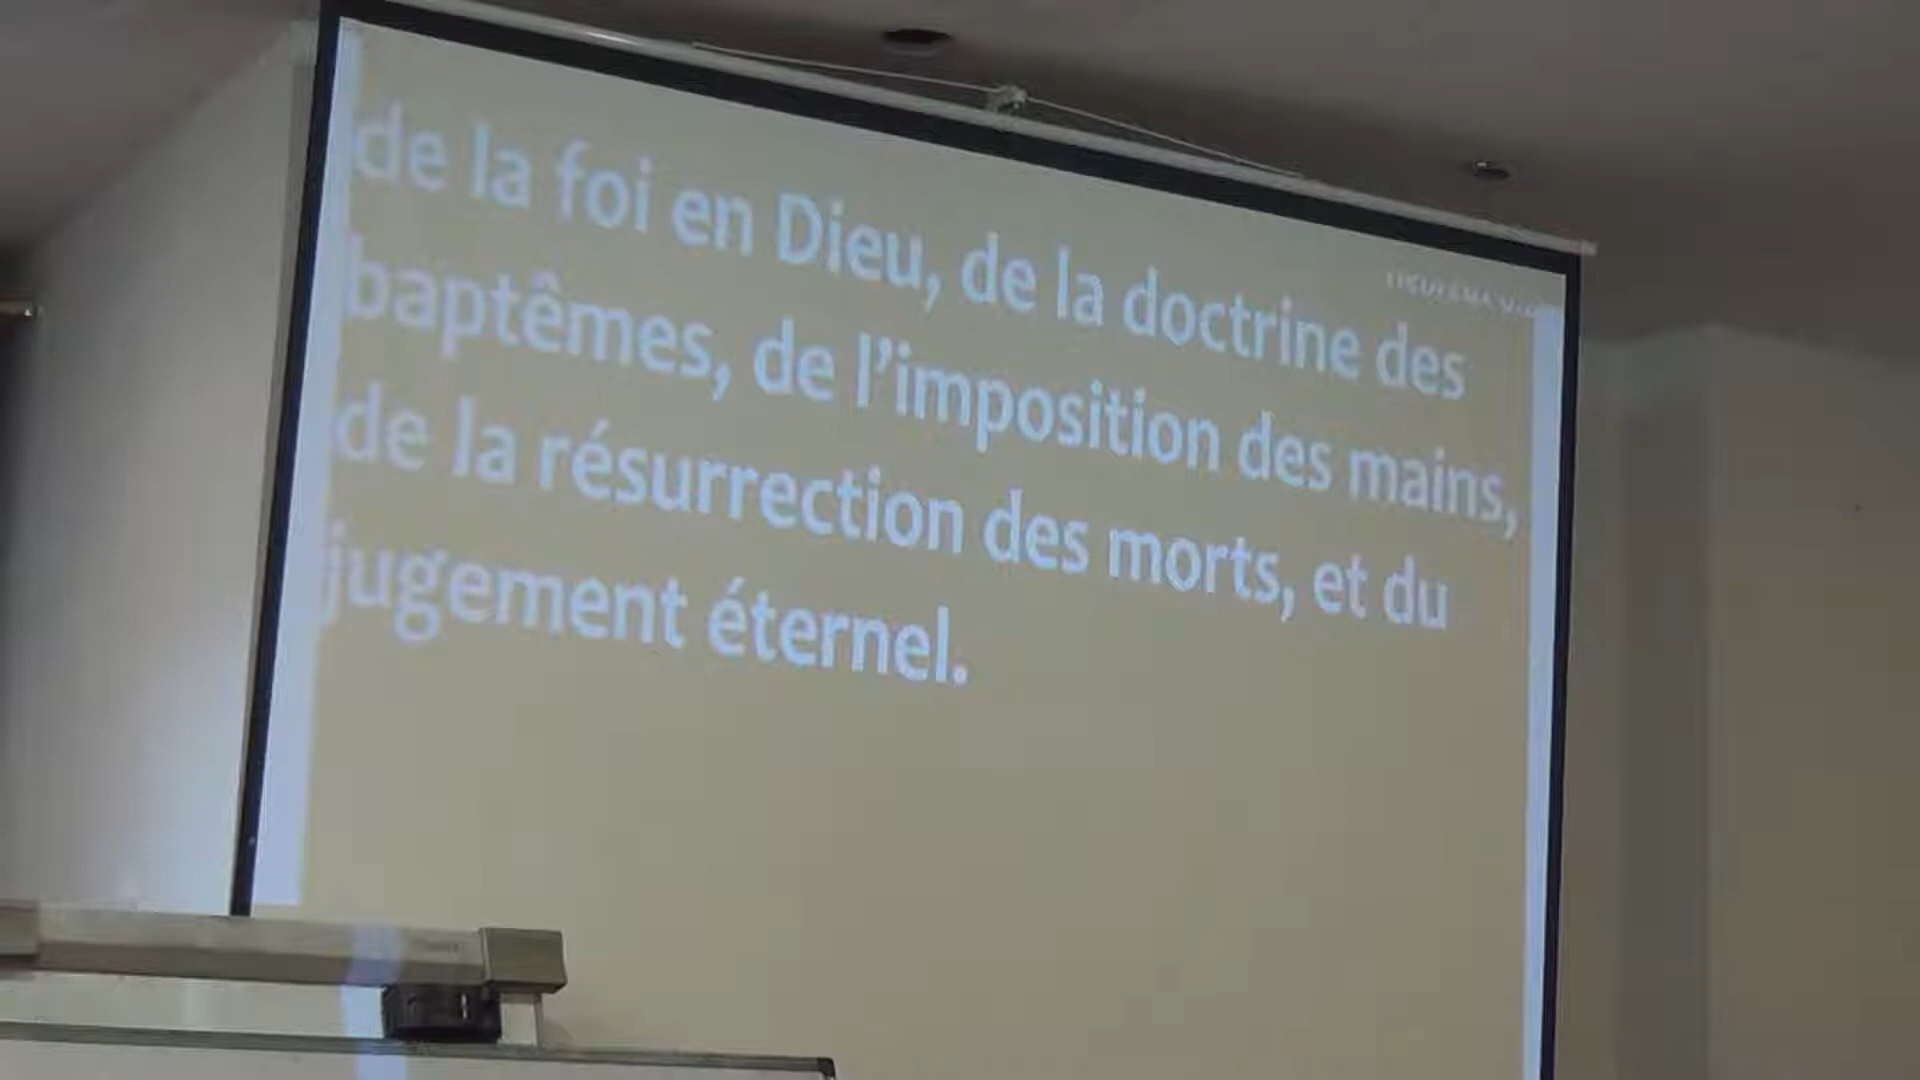 de la foi en Dieu, de la doctrine des
baptêmes, de l’imposition des mains,
de la résurrection des morts, et du
jugement éternel.